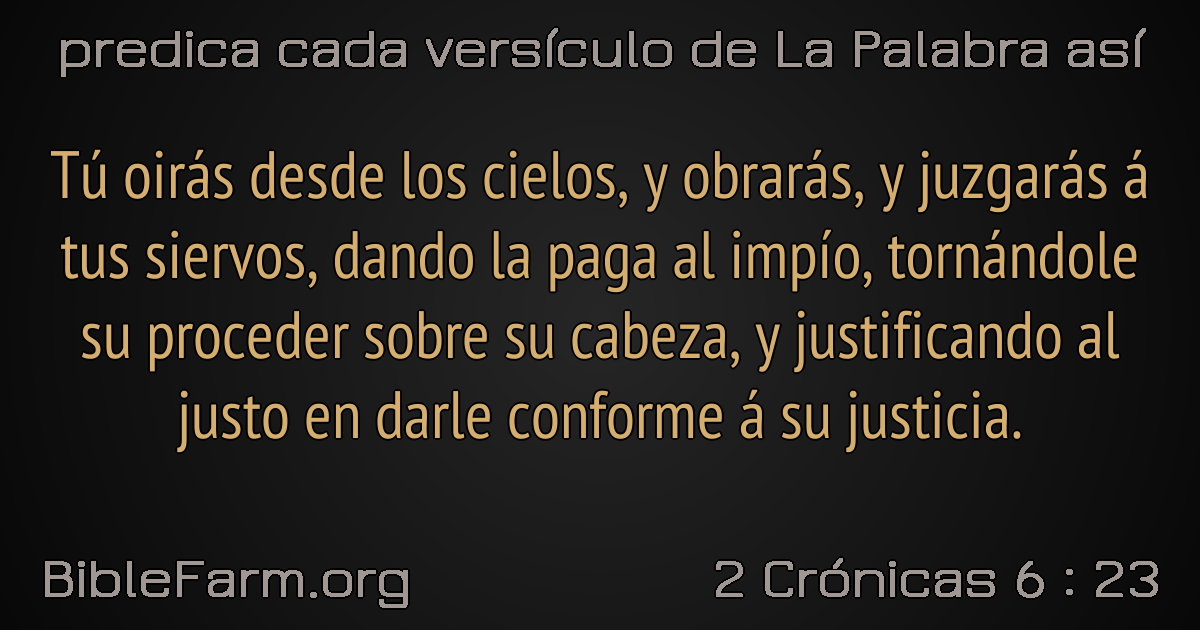 predica cada versículo de La Palabra así
Tú oirás desde los cielos, y obrarás, y juzgarás á
tus siervos, dando la paga al impío, tornándole
su proceder sobre su cabeza, y justificando al
justo en darle conforme á su justicia.
BibleFarm.org
2 Crónicas 6 : 23